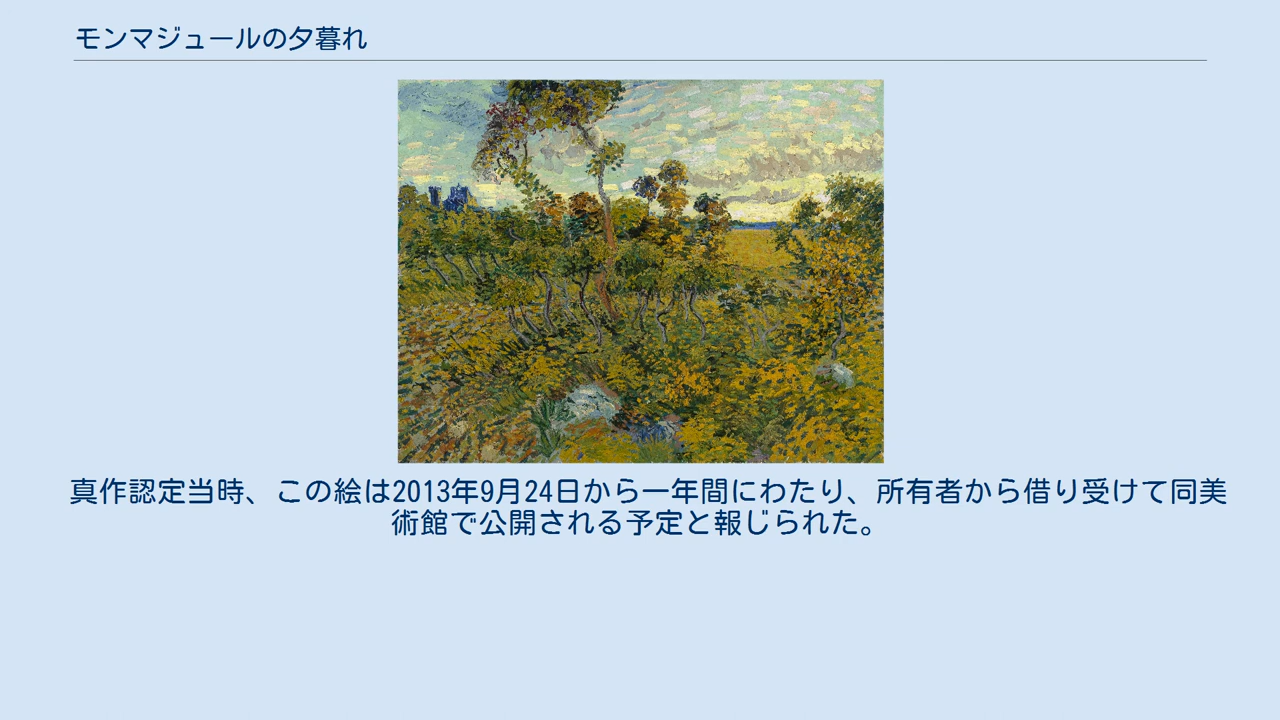 モンマジュールの夕暮れ
真作認定当時、この絵は2013年9月24日から一年間にわたり、所有者から借り受けて同美
術館で公開される予定と報じられた。